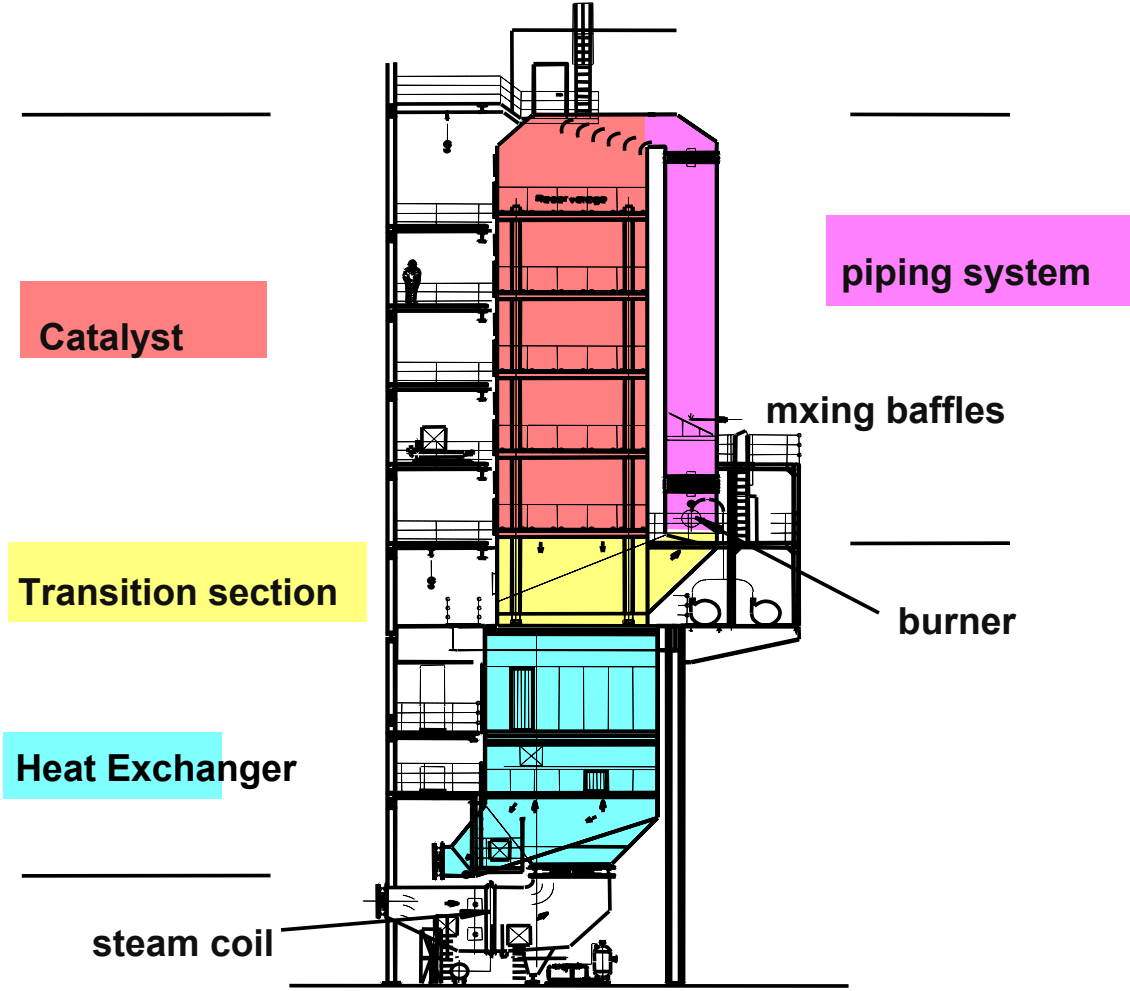 piping system
Catalyst
mxing baffles
Transition section
burner
Heat Exchanger
steam coil